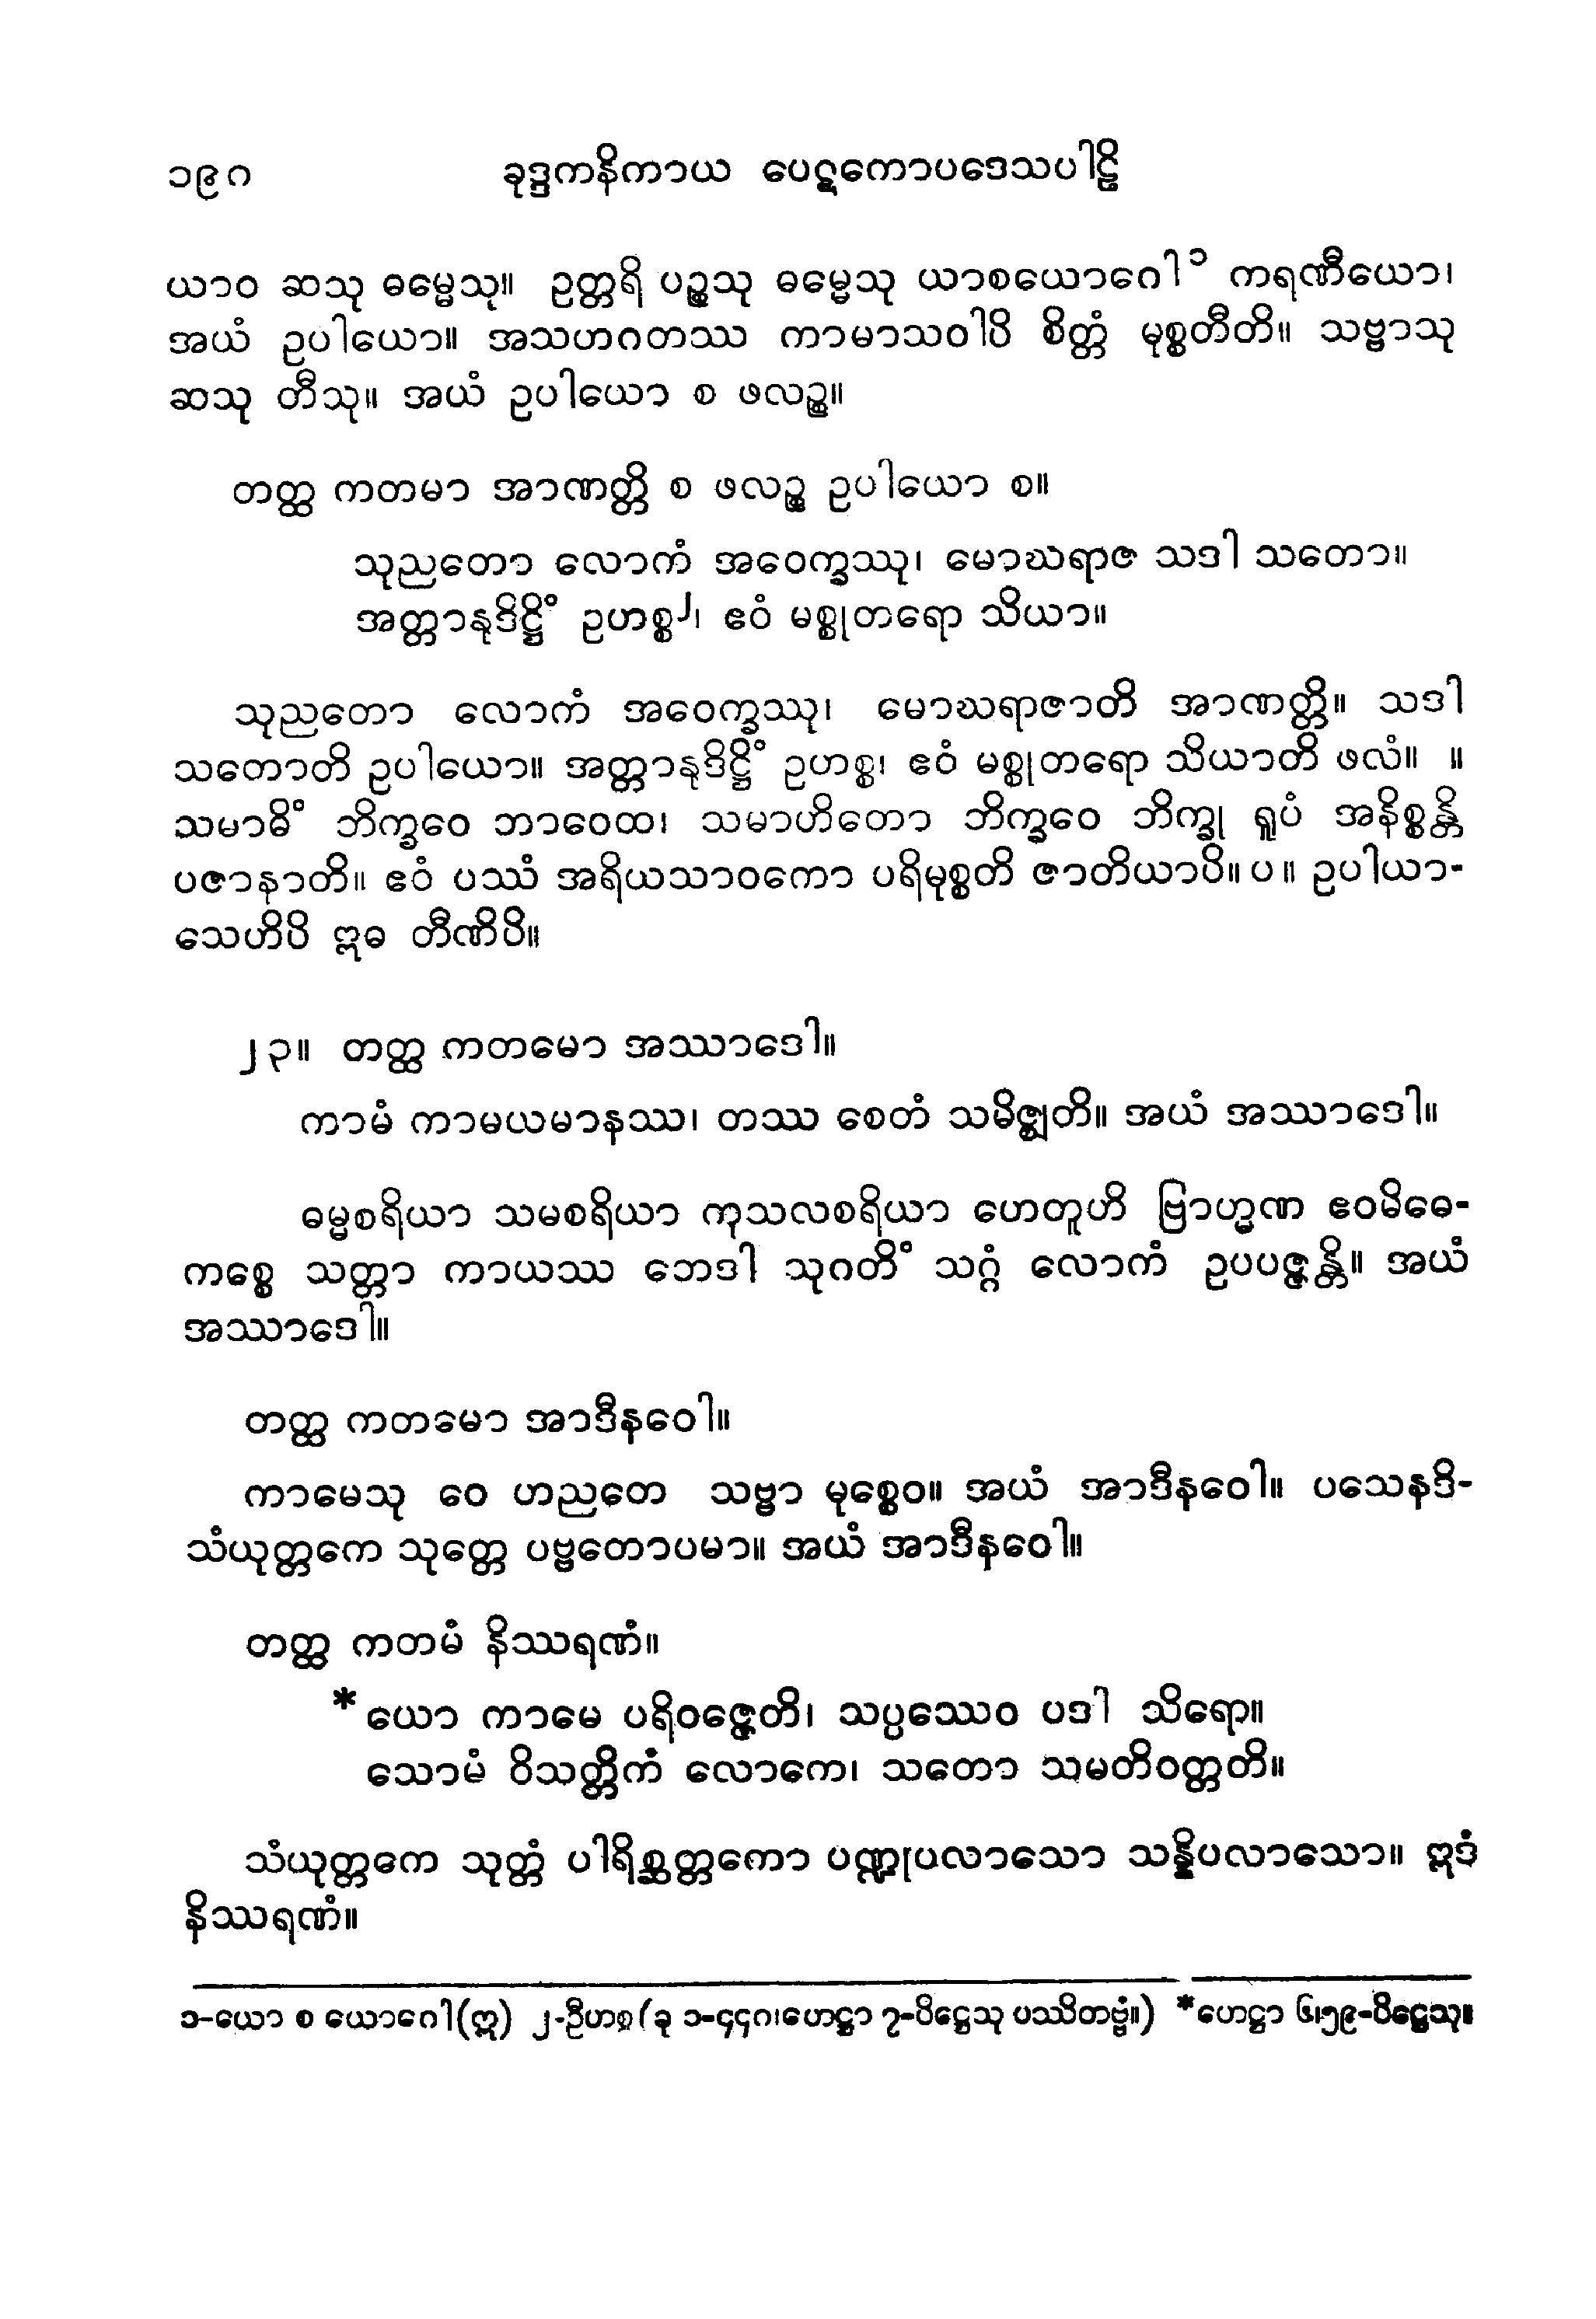 ၁၉၀ ခုဒ္ဒကနိကာယ ပေဋကောပဒေသပါဠိ
ယာဝ ဆသု ဓမ္မေသု။ ဥတ္တရိ ပဉ္စသု ဓမ္မေသု ယာစယောဂေါ၁ ကရဏီယော၊
အယံ ဥပါယော။ အသဟဂတဿ ကာမာသဝါပိ စိတ္တံ မုစ္စတီတိ။ သဗ္ဗာသု
ဆသု တီသု။ အယံ ဥပါယော စ ဖလဉ္စ။
တတ္ထ ကတမာ အာဏတ္တိ စ ဖလဉ္စ ဥပါယော စ။
သုညတော လောကံ အဝေက္ခဿု၊ မောဃရာဇ သဒါ သတော။
အတ္တာနုဒိဋ္ဌိံ ဥဟစ္စ၂၊ ဧဝံ မစ္စုတရော သိယာ။
သုညတော လောကံ အဝေက္ခဿု၊ မောဃရာဇာတိ အာဏတ္တိ။ သဒါ
သတောတိ ဥပါယော။ အတ္တာနုဒိဋ္ဌိံ ဥဟစ္စ၊ ဧဝံ မစ္စုတရော သိယာတိ ဖလံ။ ။
သမာဓိံ ဘိက္ခဝေ ဘာဝေထ၊ သမာဟိတော ဘိက္ခဝေ ဘိက္ခု ရူပံ အနိစ္စန္တိ
ပဇာနာတိ။ ဧဝံ ပဿံ အရိယသာဝကော ပရိမုစ္စတိ ဇာတိယာပိ။ ပ။ ဥပါယာ-
သေဟိပိ ဣဓ တီဏိပိ။
၂၃။ တတ္ထ ကတမော အဿာဒေါ။
ကာမံ ကာမယမာနဿ၊ တဿ စေတံ သမိဇ္ဈတိ။ အယံ အဿာဒေါ။
ဓမ္မစရိယာ သမစရိယာ ကုသလစရိယာ ဟေတူဟိ ဗြာဟ္မဏ ဧဝမိဓေ-
ကစ္စေ သတ္တာ ကာယဿ ဘေဒါ သုဂတိံ သဂ္ဂံ လောကံ ဥပပဇ္ဇန္တိ။ အယံ
အဿာဒေါ။
တတ္ထ ကတမော အာဒီနဝေါ။
ကာမေသု ဝေ ဟညတေ သဗ္ဗာ မုစ္စေဝ။ အယံ အာဒီနဝေါ။ ပသေနဒိ-
သံယုတ္တကေ သုတ္တေ ပဗ္ဗတောပမာ။ အယံ အာဒီနဝေါ။
တတ္ထ ကတမံ နိဿရဏံ။
*ယော ကာမေ ပရိဝဇ္ဇေတိ၊ သပ္ပဿေဝ ပဒါ သိရော။
သောမံ ဝိသတ္တိကံ လောကေ၊ သတော သမတိဝတ္တတိ။
သံယုတ္တကေ သုတ္တံ ပါရိစ္ဆတ္တကော ပဏ္ဍုပလာသော သန္နိပလာသော။ ဣဒံ
နိဿရဏံ။
၁-ယော စ ယောဂေါ(ဣ) ၂-ဦဟစ္စ(ခု ၁-၄၄၀၊ဟေဋ္ဌာ ၇-ပိဋ္ဌေသု ပဿိတဗ္ဗံ။) *ဟေဋ္ဌာ ၆၊၅၉-ပိဋ္ဌေသု။